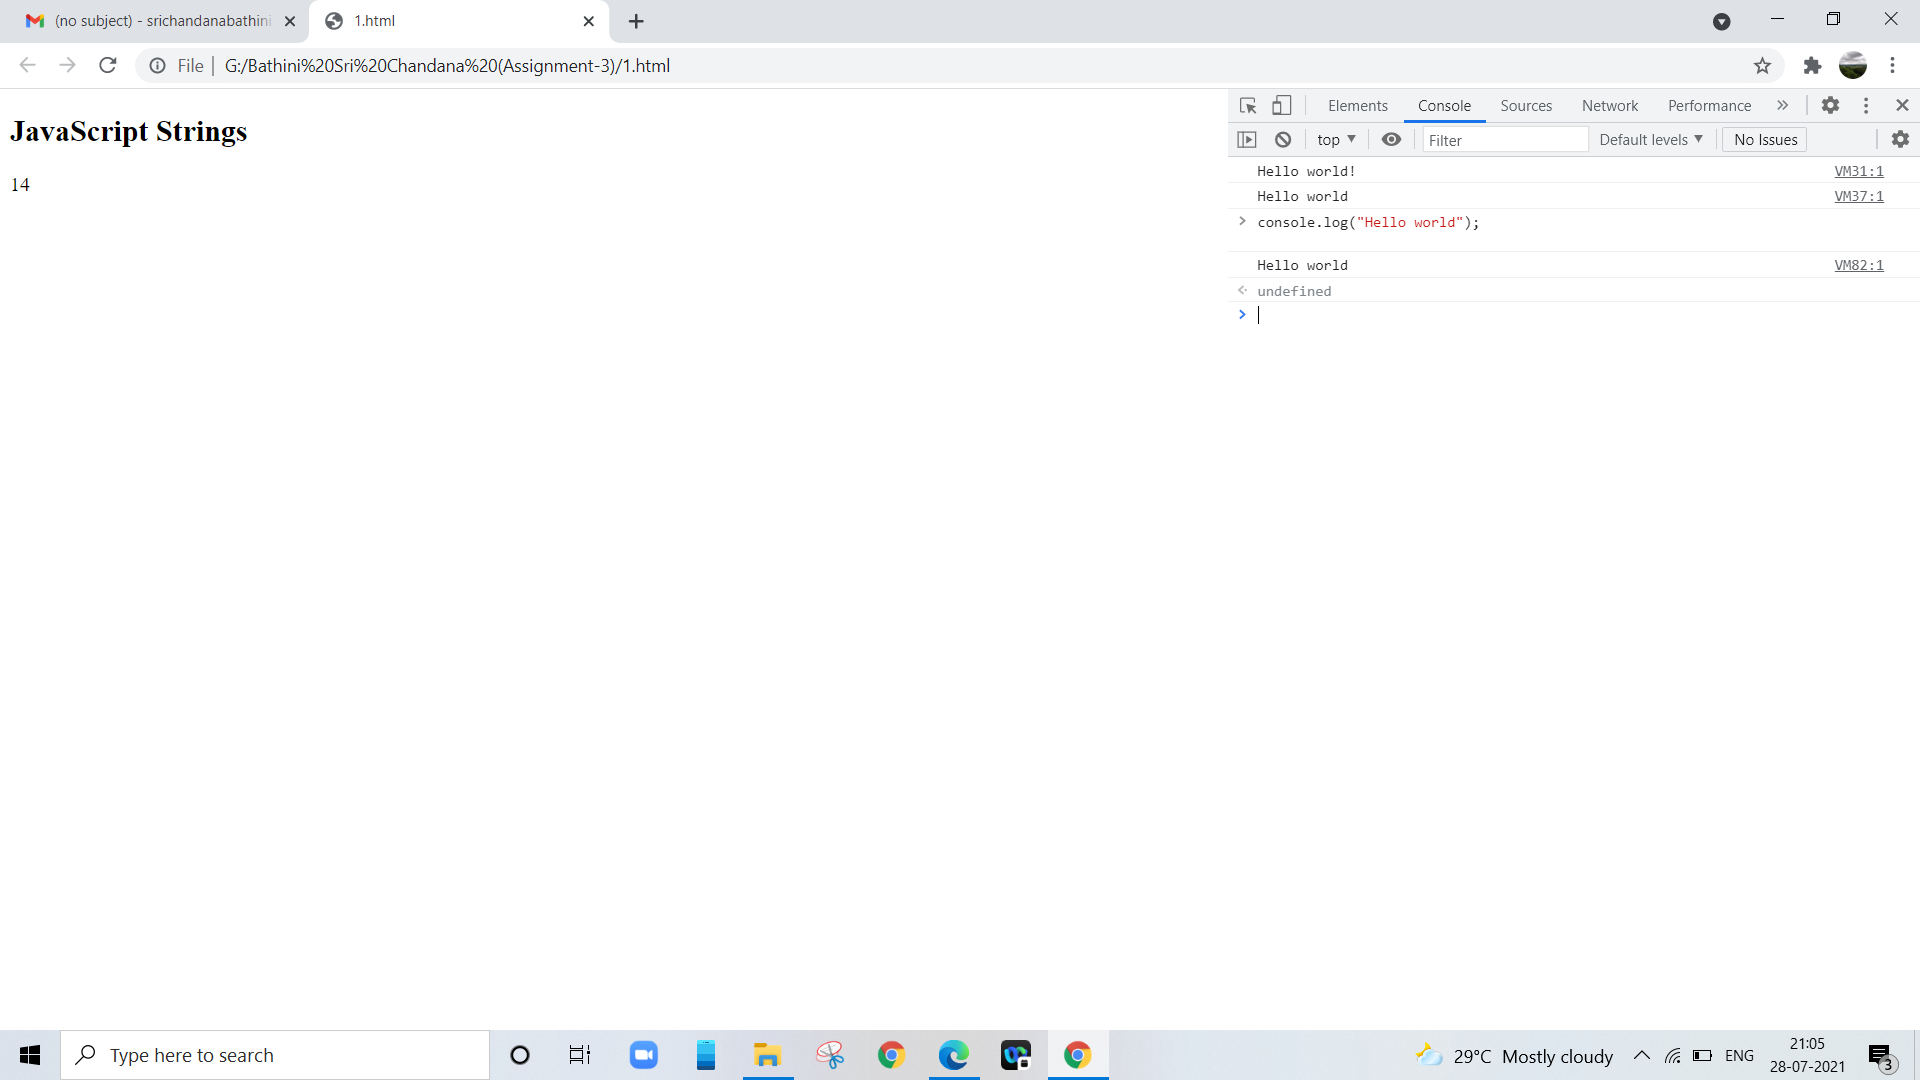 (no subject) - srichandanabathini
1.html
File
G:/Bathini%20Sri%20Chandana%20(Assignment-3)/1.html
JavaScript Strings
14
Elements Console Sources Network Performance
top Filter Default levels No Issues
Hello world! VM31:1
Hello world VM37:1
> console.log("Hello world");
Hello world VM82:1
undefined
>
Type here to search
29°C Mostly cloudy
ENG
21:05
28-07-2021
3